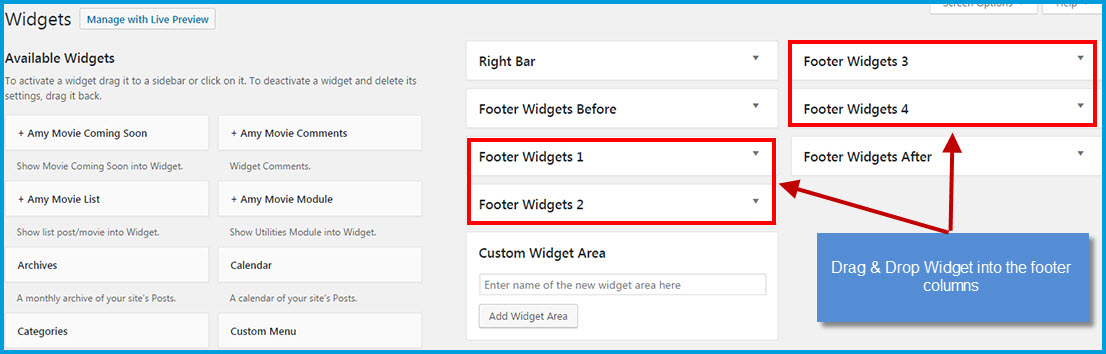 Widgets Manage with Live Preview
Screen Options
Help
Available Widgets
To activate a widget drag it to a sidebar or click on it. To deactivate a widget and delete its
settings, drag it back.
+ Amy Movie Coming Soon
+ Amy Movie Comments
Show Movie Coming Soon into Widget.
Widget Comments.
+ Amy Movie List
+ Amy Movie Module
Show list post/movie into Widget.
Show Utilities Module into Widget.
Archives
Calendar
A monthly archive of your site's Posts.
A calendar of your site's Posts.
Categories
Custom Menu
Right Bar
Footer Widgets Before
Footer Widgets 1
Footer Widgets 2
Custom Widget Area
Enter name of the new widget area here
Add Widget Area
Footer Widgets 3
Footer Widgets 4
Footer Widgets After
Drag & Drop Widget into the footer
columns